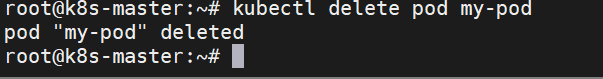 root@k8s-master:~# kubectl delete pod my-pod
pod "my-pod" deleted
root@k8s-master:~#